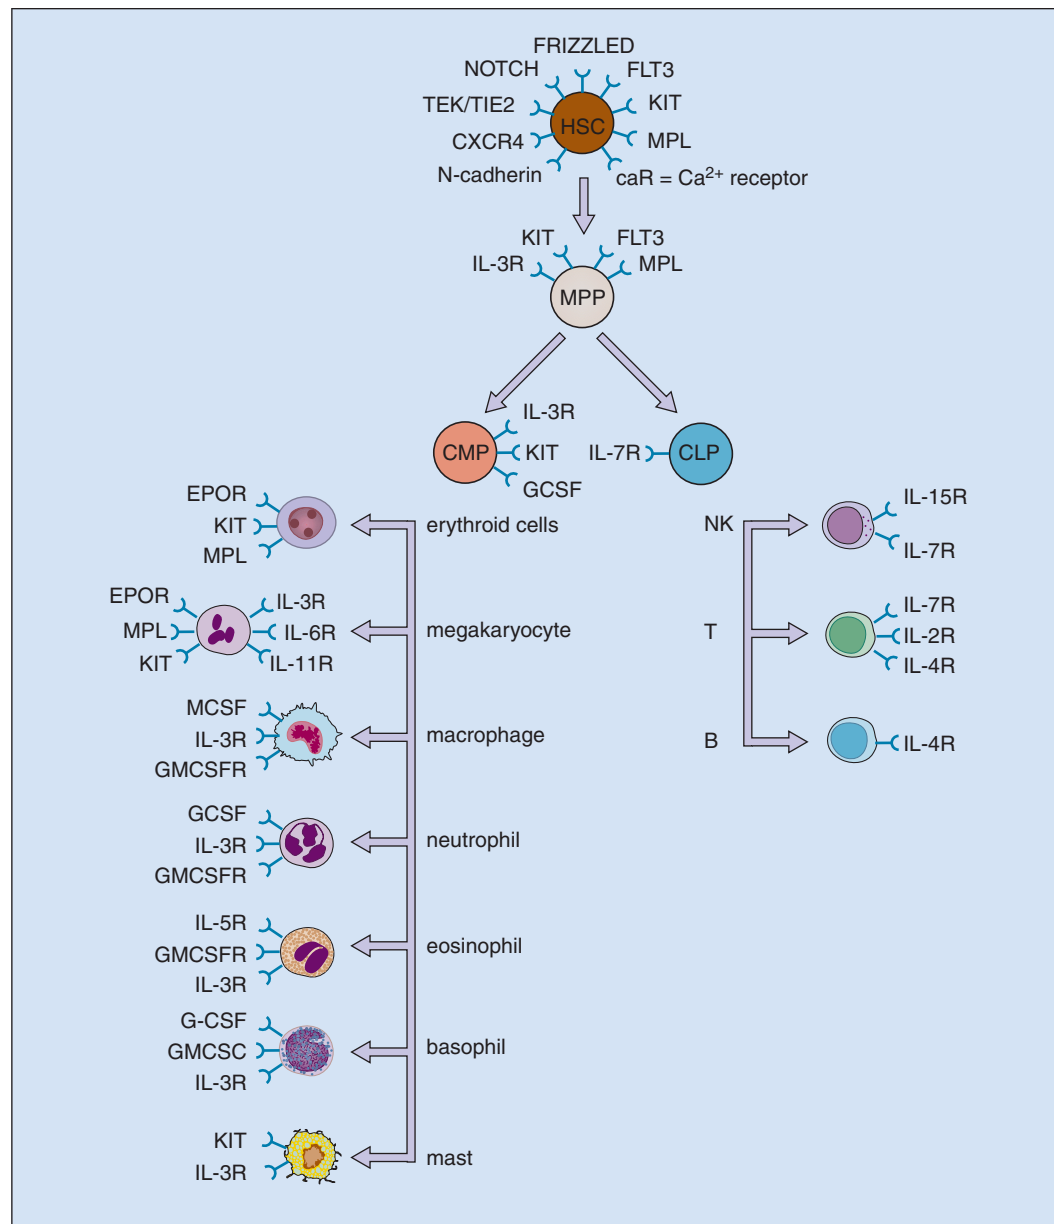 FRIZZLED
NOTCH
FLT3
TEK/TIE2
KIT
HSC
CXCR4
MPL
N-cadherin
caR = Ca²⁺ receptor
KIT
FLT3
IL-3R
MPL
MPP
IL-3R
CMP
KIT
GCSF
IL-7R
CLP
EPOR
KIT
MPL
erythroid cells
NK
IL-15R
IL-7R
EPOR
MPL
KIT
IL-3R
IL-6R
IL-11R
megakaryocyte
T
IL-7R
IL-2R
IL-4R
MCSF
IL-3R
GMCSFR
macrophage
B
IL-4R
GCSF
IL-3R
GMCSFR
neutrophil
IL-5R
GMCSFR
IL-3R
eosinophil
G-CSF
GMCSC
IL-3R
basophil
KIT
IL-3R
mast